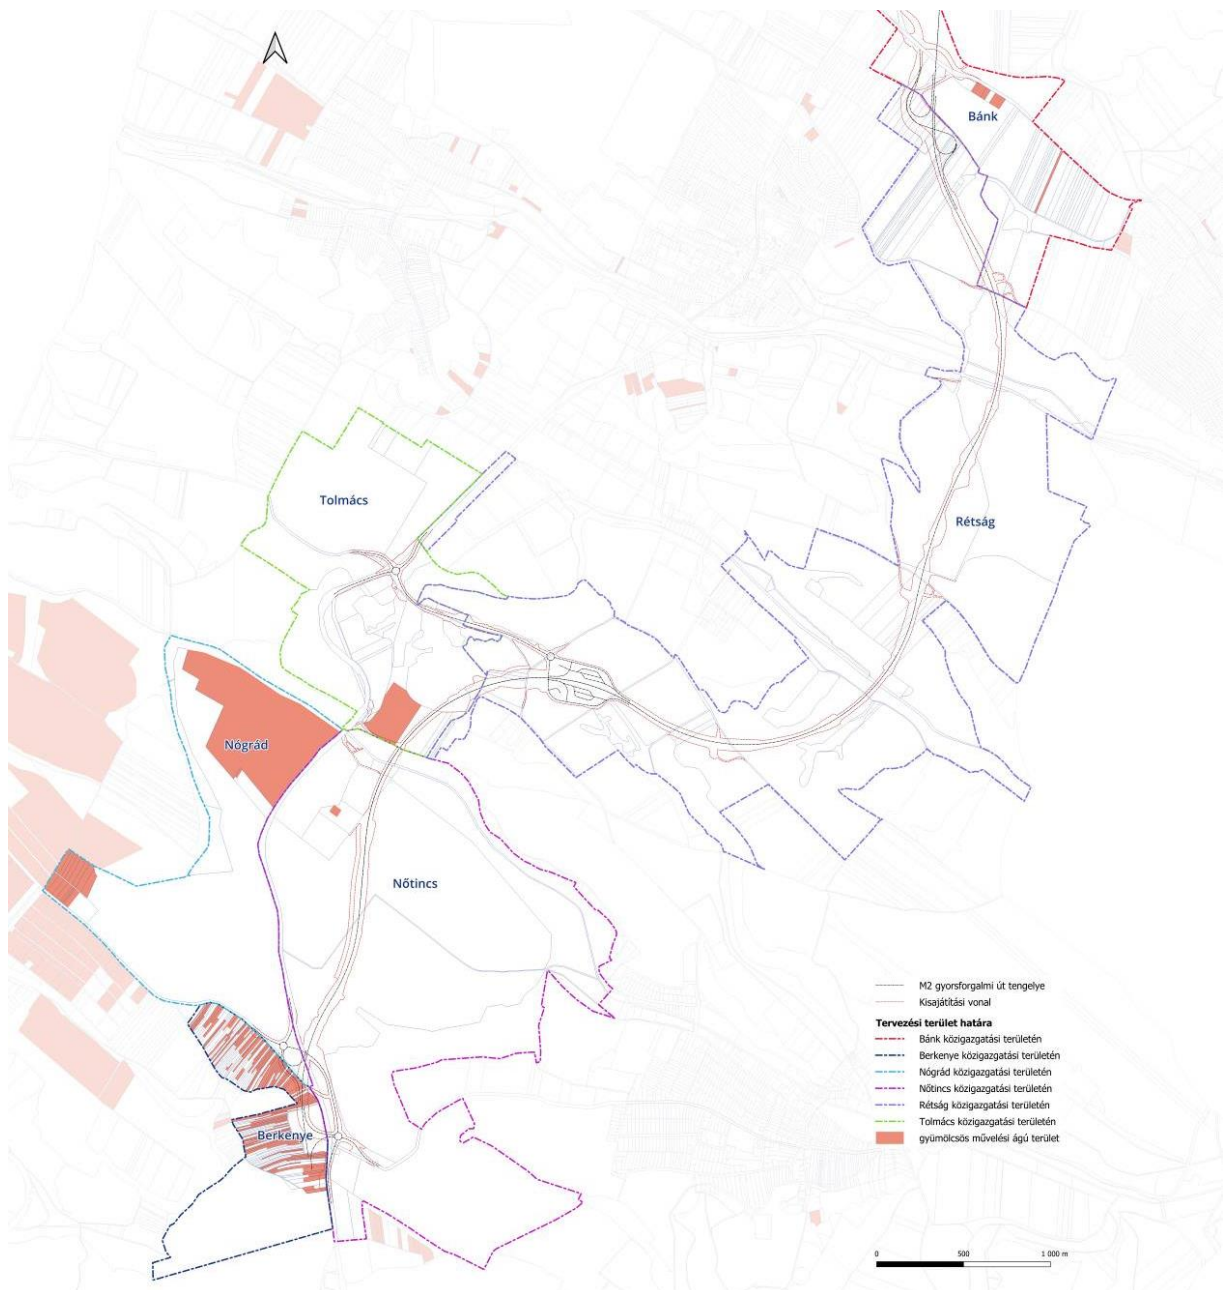 Bánk
Tolmács
Rétság
Nógrád
Nőtincs
Berkenye
M2 gyorsforgalmi út tengelye
Kisajátítási vonal
Tervezési terület határa
Bánk közigazgatási területén
Berkenye közigazgatási területén
Nógrád közigazgatási területén
Nőtincs közigazgatási területén
Rétság közigazgatási területén
Tolmács közigazgatási területén
gyümölcsös művelési ágú terület
0 500 1 000 m